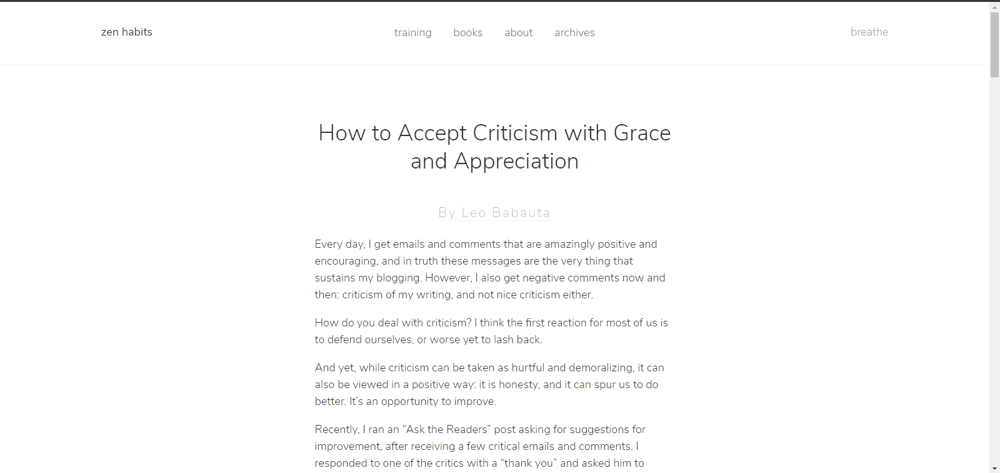 zen habits
training books about archives
breathe
How to Accept Criticism with Grace
and Appreciation
By Leo Babauta
Every day, I get emails and comments that are amazingly positive and
encouraging, and in truth these messages are the very thing that
sustains my blogging. However, I also get negative comments now and
then: criticism of my writing, and not nice criticism either.
How do you deal with criticism? I think the first reaction for most of us is
to defend ourselves, or worse yet to lash back.
And yet, while criticism can be taken as hurtful and demoralizing, it can
also be viewed in a positive way: it is honesty, and it can spur us to do
better. It’s an opportunity to improve.
Recently, I ran an “Ask the Readers” post asking for suggestions for
improvement, after receiving a few critical emails and comments. I
responded to one of the critics with a “thank you” and asked him to